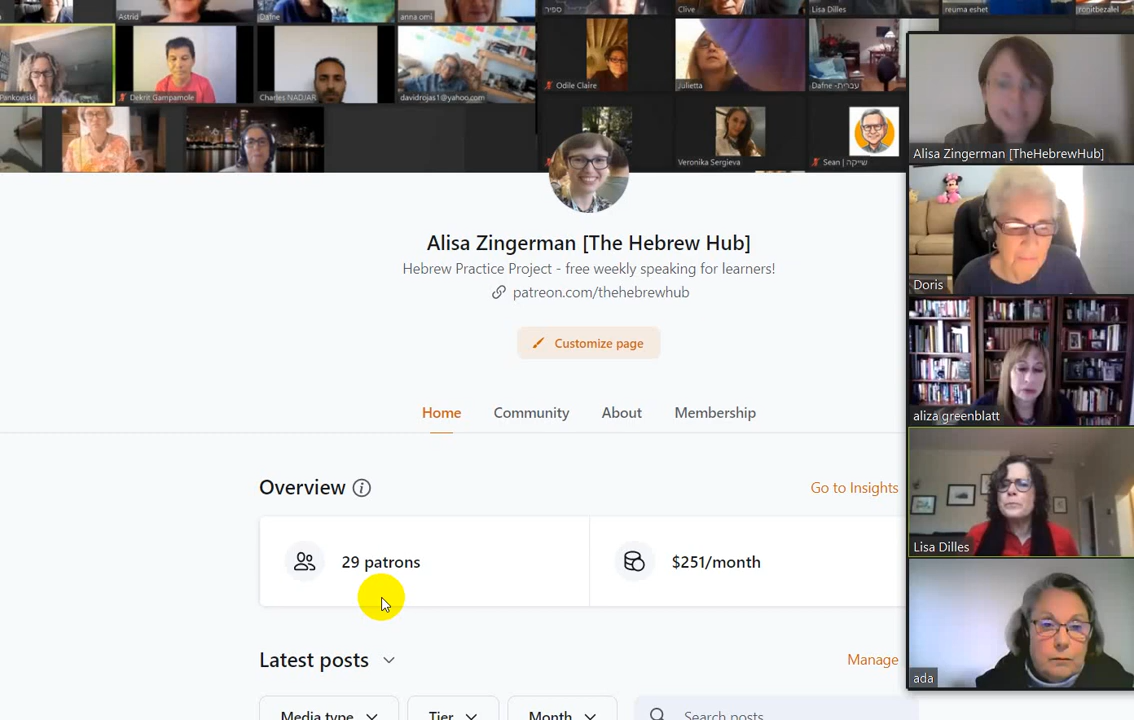 Astrid
Dafne
anna omi
Clive
Lisa Dilles
reuma eshet
ronitbezalel
Pankowski
Dekrit Gampamole
Charles NADJAR
davidrojas1@yahoo.com
Odile Claire
Julietta
Dafne -עברית
Veronika Sergieva
Sean | שייקה
Alisa Zingerman [TheHebrewHub]
Doris
aliza greenblatt
Lisa Dilles
ada
Alisa Zingerman [The Hebrew Hub]
Hebrew Practice Project - free weekly speaking for learners!
patreon.com/thehebrewhub
Customize page
Home Community About Membership
Overview
Go to Insights
29 patrons
$251/month
Latest posts
Manage
Media type Tier Month Search posts